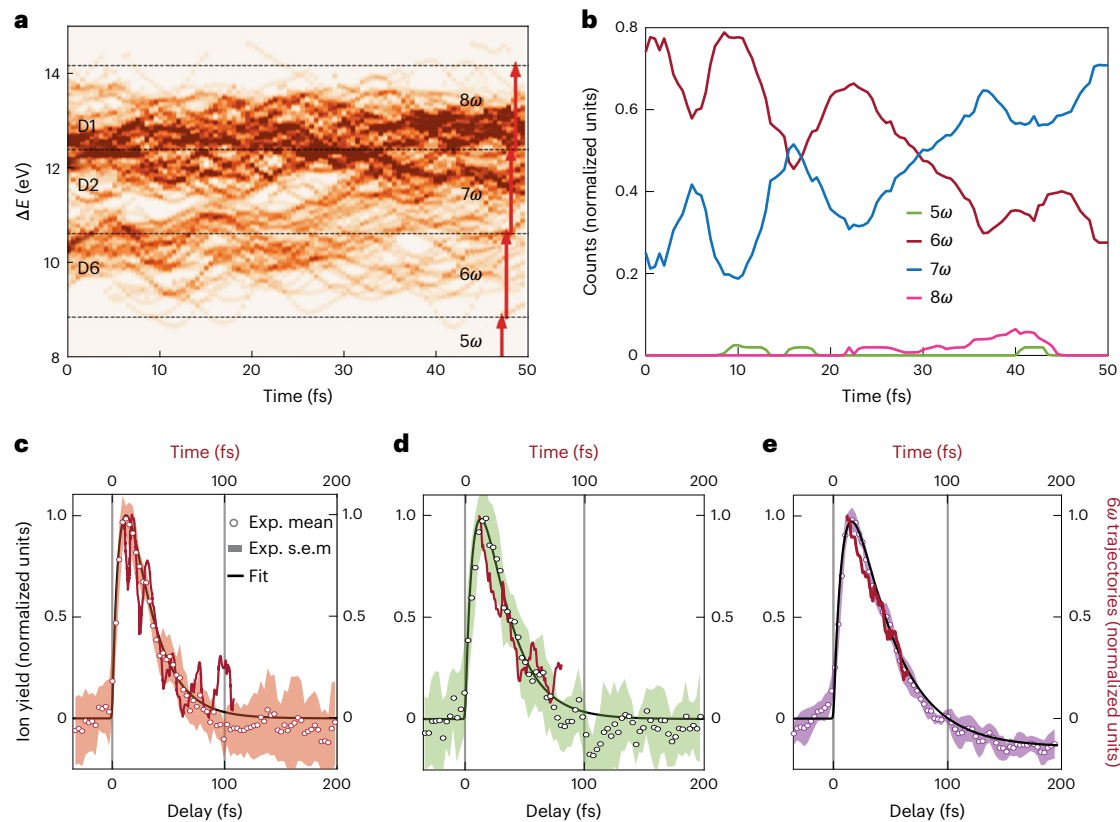 a
ΔE (eV)
14
12
10
8
D1
D2
D6
8ω
7ω
6ω
5ω
0
10
20
30
40
50
Time (fs)
b
Counts (normalized units)
0.8
0.6
0.4
0.2
0
5ω
6ω
7ω
8ω
0
10
20
30
40
50
Time (fs)
c
Time (fs)
0
100
200
Ion yield (normalized units)
1.0
0.5
0
1.0
0.5
0
Exp. mean
Exp. s.e.m
Fit
0
100
200
Delay (fs)
d
Time (fs)
0
100
200
1.0
0.5
0
1.0
0.5
0
0
100
200
Delay (fs)
e
Time (fs)
0
100
200
1.0
0.5
0
1.0
0.5
0
6ω trajectories (normalized units)
0
100
200
Delay (fs)